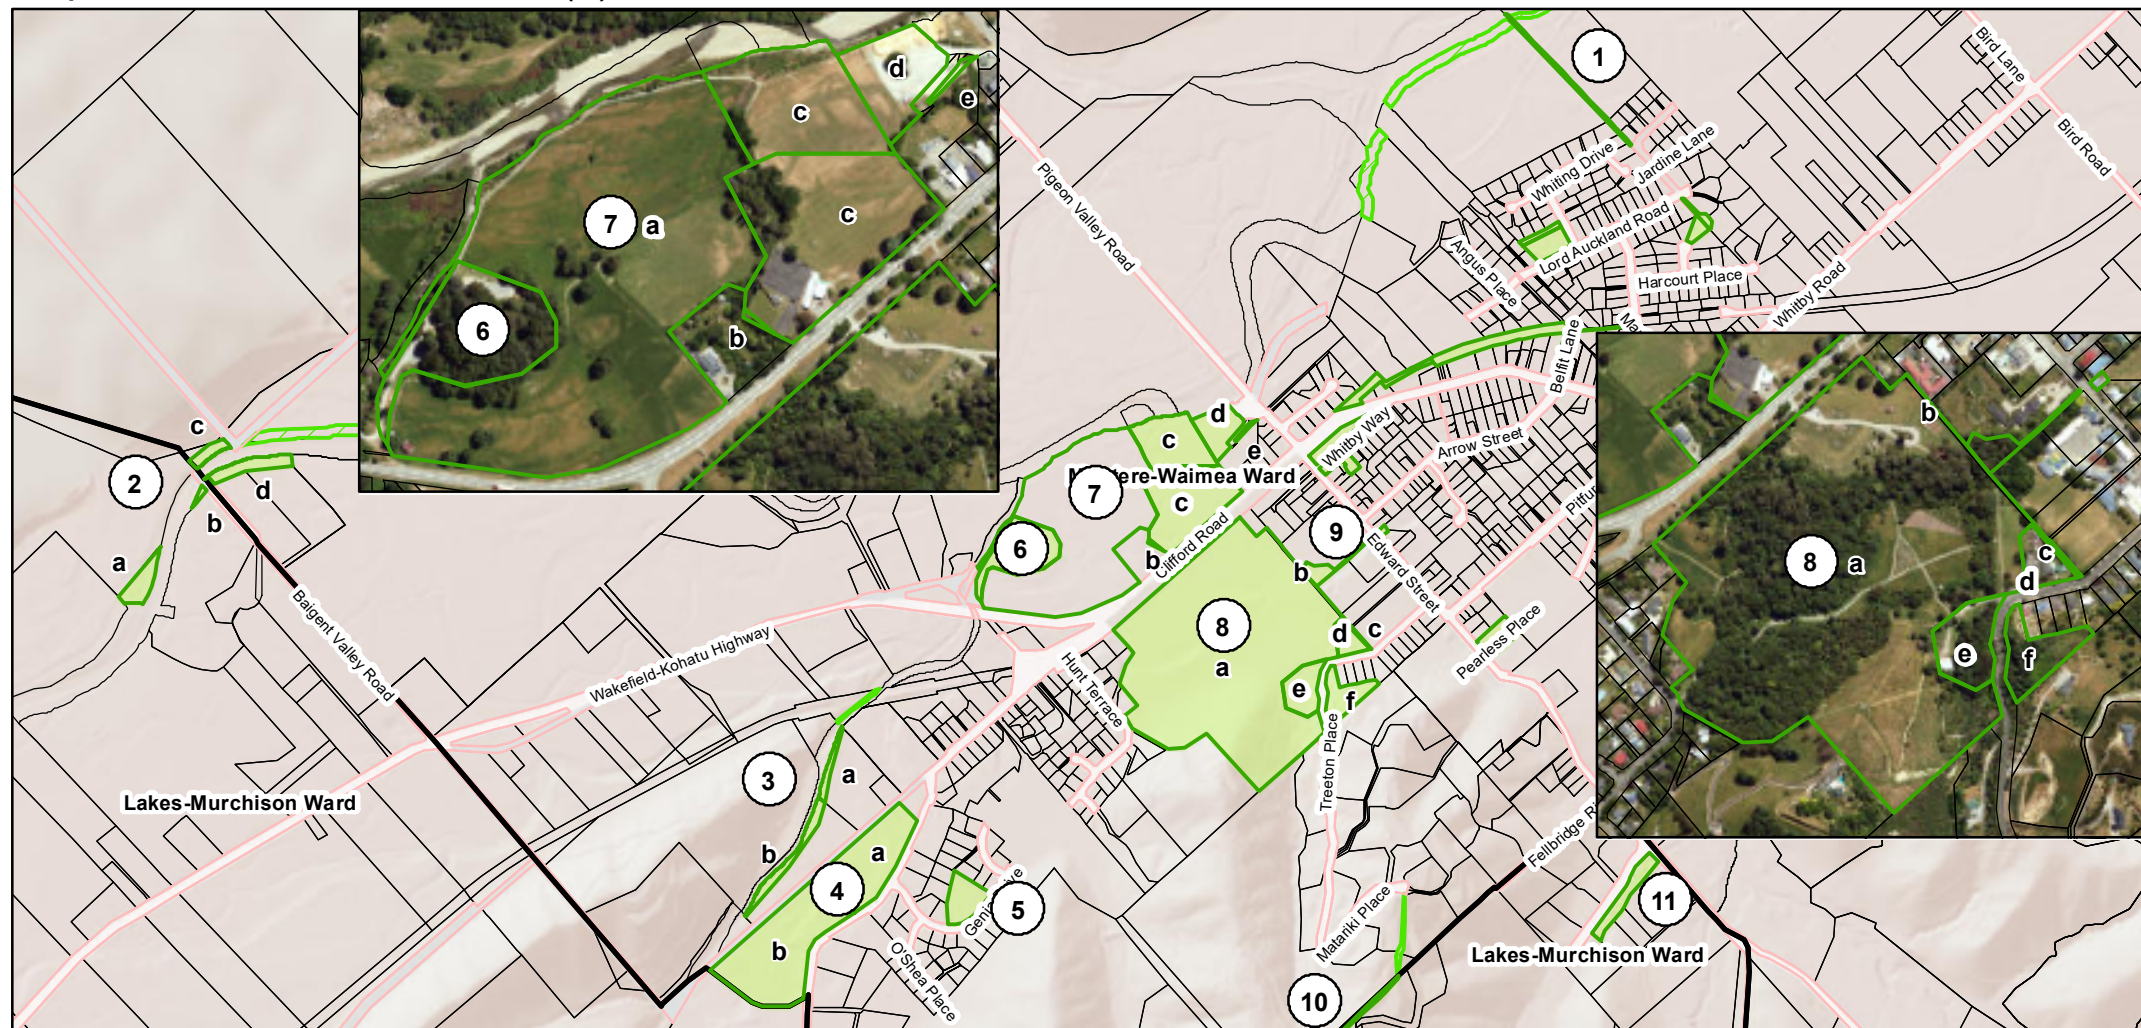 1
Bird Lane
Bird Road
d
c
e
Pigeon Valley Road
Whiting Drive
Jardine Lane
7
a
c
Lord Auckland Road
Angus Place
Harcourt Place
Whitby Road
6
b
Belfit Lane
c
d
c
Whitby Way
Arrow Street
b
2
d
b
a
e
7
Waimea Ward
c
6
b
Clifford Road
9
b
Edward Street
8
a
c
d
e
f
Baigent Valley Road
Wakefield-Kohatu Highway
Hunt Terrace
8
a
d
c
e
f
Pearless Place
Treeton Place
3
a
b
Lakes-Murchison Ward
4
a
b
5
O'Shea Place
Matariki Place
10
11
Lakes-Murchison Ward